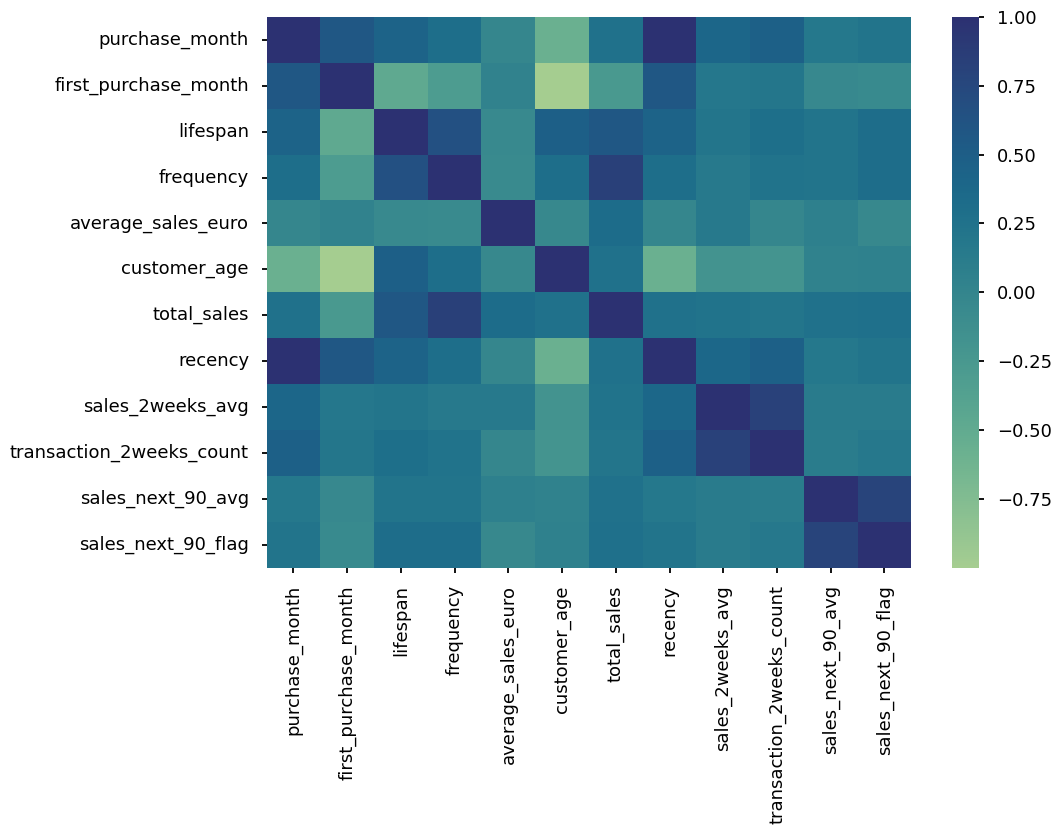 purchase_month
first_purchase_month
lifespan
frequency
average_sales_euro
customer_age
total_sales
recency
sales_2weeks_avg
transaction_2weeks_count
sales_next_90_avg
sales_next_90_flag
purchase_month
first_purchase_month
lifespan
frequency
average_sales_euro
customer_age
total_sales
recency
sales_2weeks_avg
transaction_2weeks_count
sales_next_90_avg
sales_next_90_flag
1.00
0.75
0.50
0.25
0.00
−0.25
−0.50
−0.75